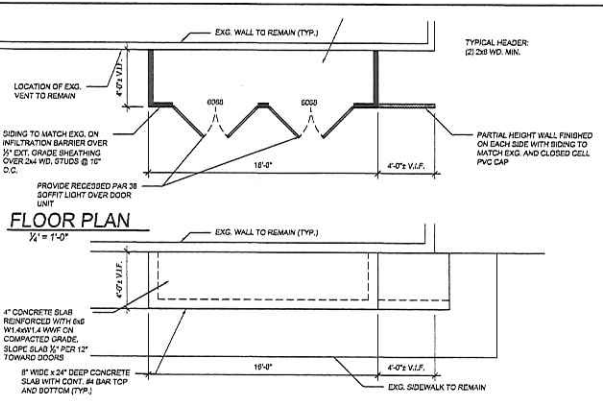 EXG. WALL TO REMAIN (TYP.)
TYPICAL HEADER:
(2) 2x8 WD. MIN.
4'-0"± V.I.F.
LOCATION OF EXG.
VENT TO REMAIN
6068
6068
SIDING TO MATCH EXG. ON
INFILTRATION BARRIER OVER
½" EXT. GRADE SHEATHING
OVER 2x4 WD. STUDS @ 16"
O.C.
PARTIAL HEIGHT WALL FINISHED
ON EACH SIDE WITH SIDING TO
MATCH EXG. AND CLOSED CELL
PVC CAP
16'-0"
4'-0"± V.I.F.
PROVIDE RECESSED PAR 38
SOFFIT LIGHT OVER DOOR
UNIT
FLOOR PLAN
¼" = 1'-0"
EXG. WALL TO REMAIN (TYP.)
4'-0"± V.I.F.
4" CONCRETE SLAB
REINFORCED WITH 6x6
W1.4xW1.4 WWF ON
COMPACTED GRADE,
SLOPE SLAB ⅛" PER 12"
TOWARD DOORS
16'-0"
4'-0"± V.I.F.
8" WIDE x 24" DEEP CONCRETE
SLAB WITH CONT. #4 BAR TOP
AND BOTTOM (TYP.)
EXG. SIDEWALK TO REMAIN